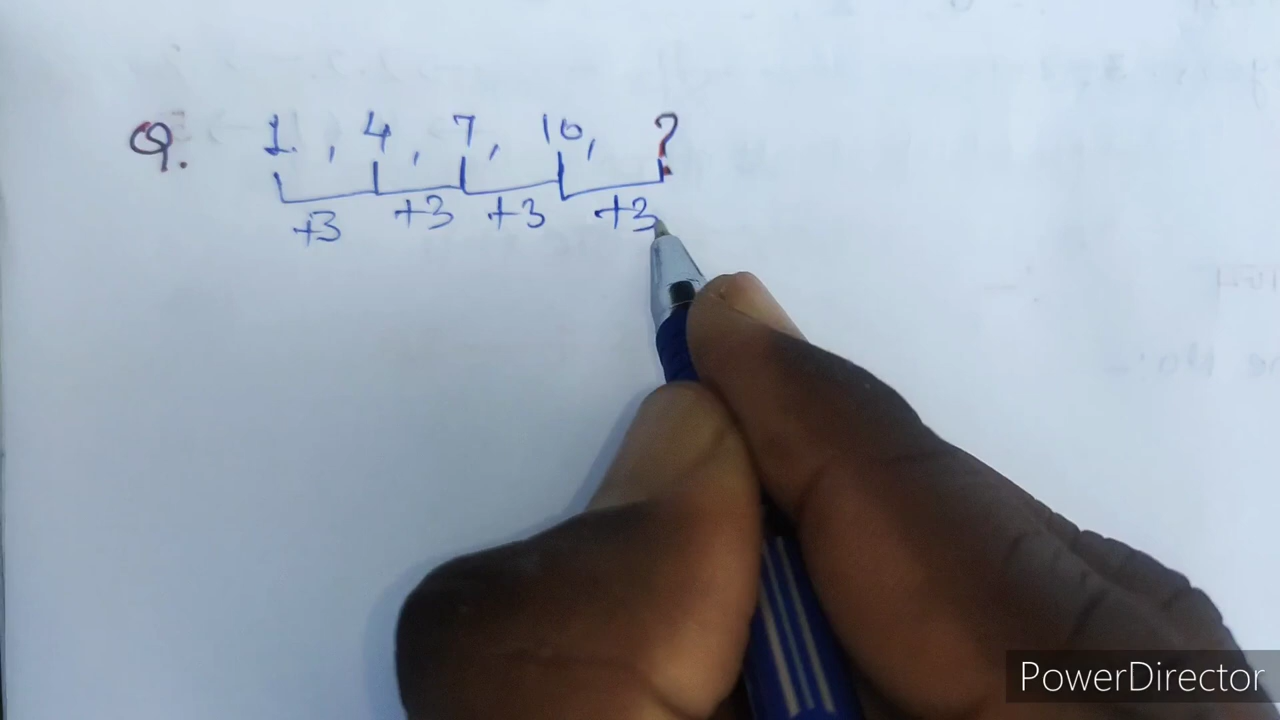 Q. 1, 4, 7, 10, ?
+3 +3 +3 +3
PowerDirector